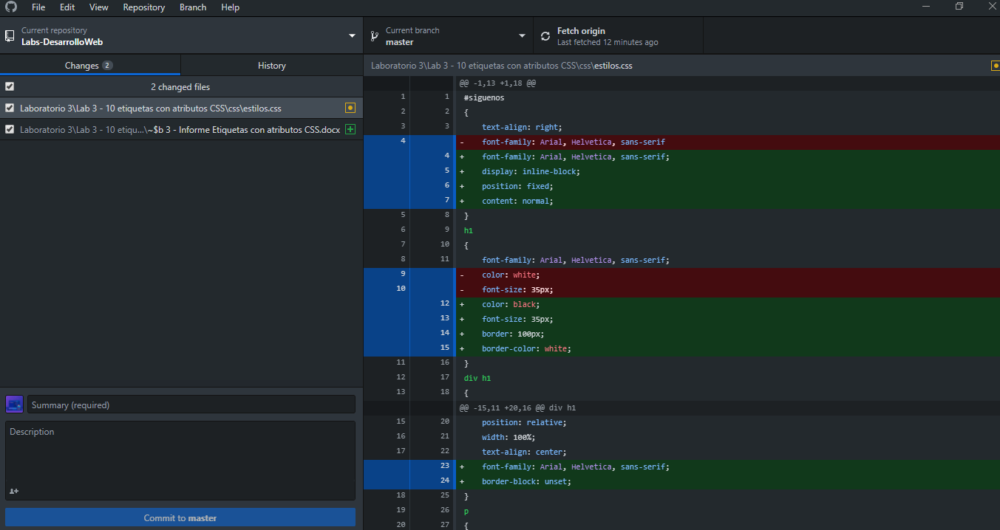 File Edit View Repository Branch Help
Current repository
Labs-DesarrolloWeb
Current branch
master
Fetch origin
Last fetched 12 minutes ago
Changes 2
History
2 changed files
Laboratorio 3\Lab 3 - 10 etiquetas con atributos CSS\css\estilos.css
Laboratorio 3\Lab 3 - 10 etiqu...\~$b 3 - Informe Etiquetas con atributos CSS.docx
Summary (required)
Description
Commit to master
Laboratorio 3\Lab 3 - 10 etiquetas con atributos CSS\css\estilos.css
@@ -1,13 +1,18 @@
1 1 #siguenos
2 2 {
3 3 text-align: right;
4 - font-family: Arial, Helvetica, sans-serif
4 + font-family: Arial, Helvetica, sans-serif;
5 + display: inline-block;
6 + position: fixed;
7 + content: normal;
5 8 }
6 9 h1
7 10 {
8 11 font-family: Arial, Helvetica, sans-serif;
9 - color: white;
10 - font-size: 35px;
12 + color: black;
13 + font-size: 35px;
14 + border: 100px;
15 + border-color: white;
11 16 }
12 17 div h1
13 18 {
@@ -15,11 +20,16 @@ div h1
15 20 position: relative;
16 21 width: 100%;
17 22 text-align: center;
23 + font-family: Arial, Helvetica, sans-serif;
24 + border-block: unset;
18 25 }
19 26 p
20 27 {